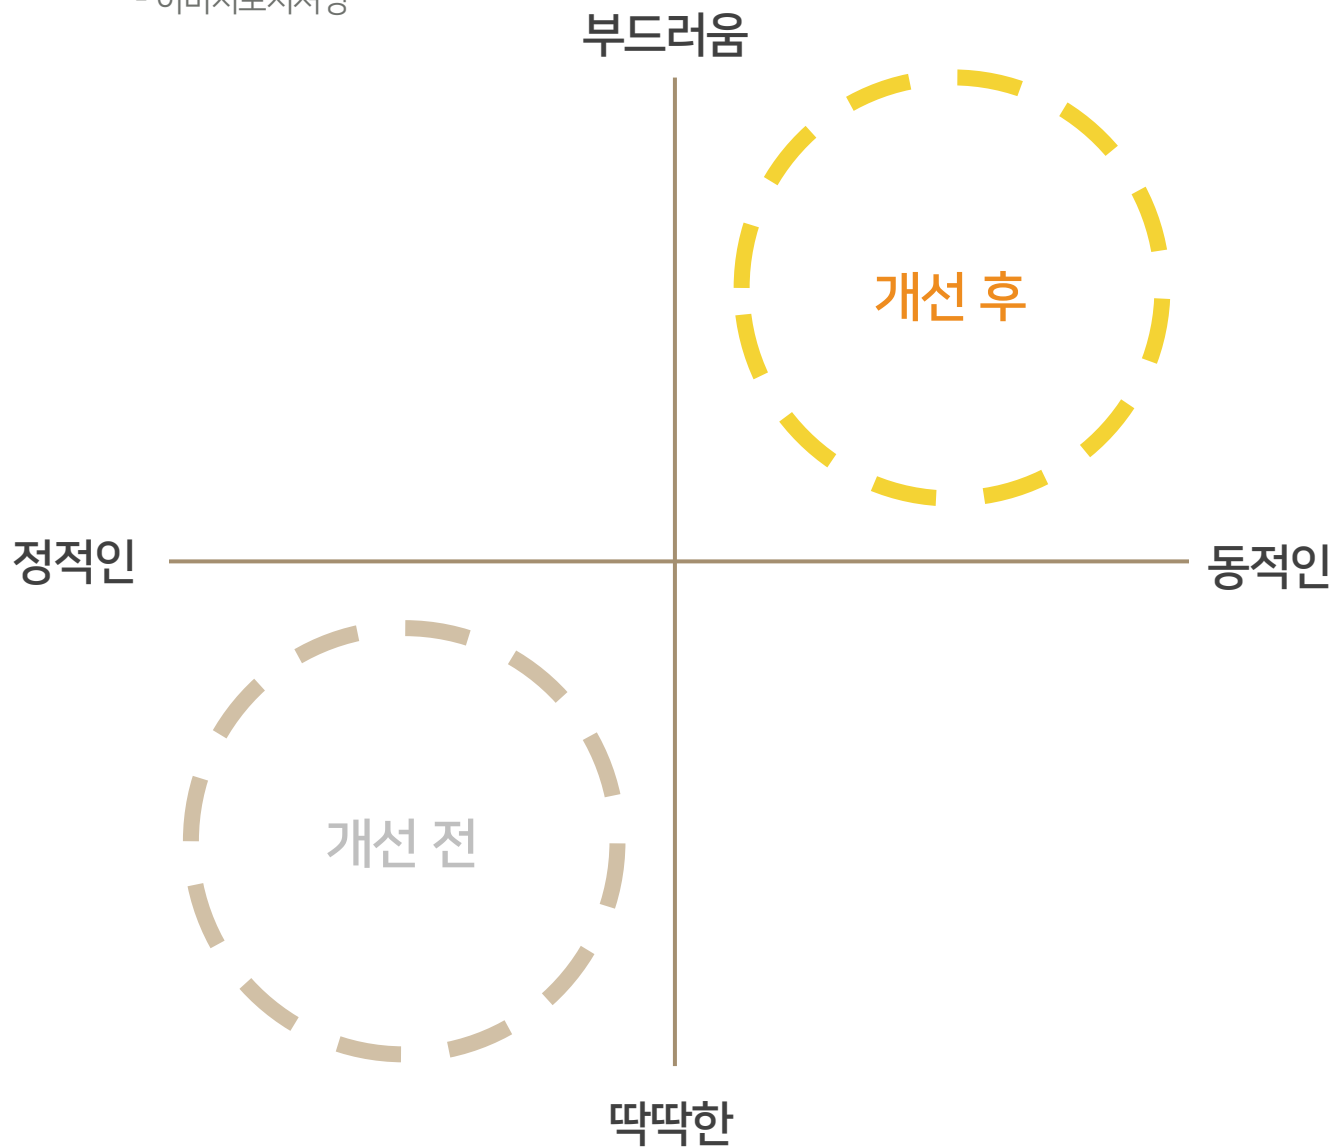 부드러움
개선 후
정적인
동적인
개선 전
딱딱한